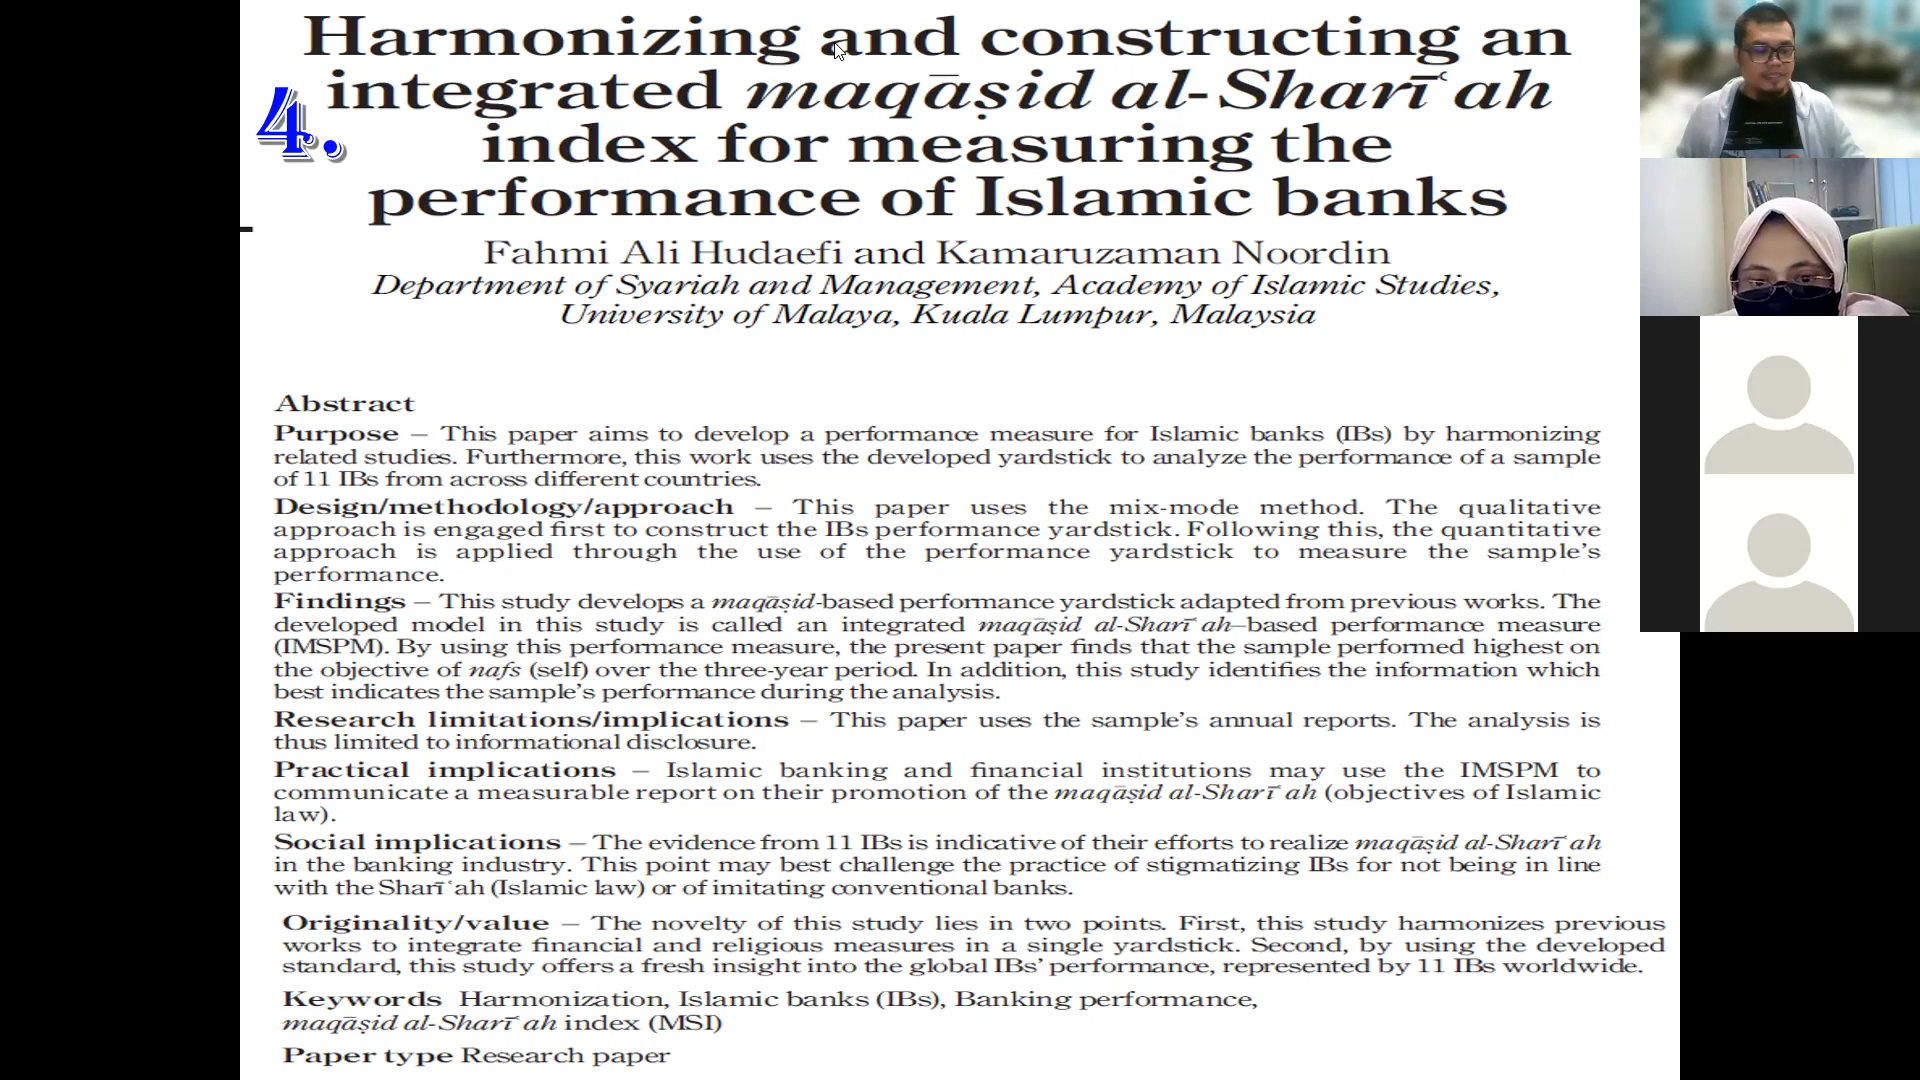 Harmonizing and constructing an
integrated maqāṣid al-Sharīʿah
4.
index for measuring the
performance of Islamic banks
Fahmi Ali Hudaefi and Kamaruzaman Noordin
Department of Syariah and Management, Academy of Islamic Studies,
University of Malaya, Kuala Lumpur, Malaysia
Abstract
Purpose – This paper aims to develop a performance measure for Islamic banks (IBs) by harmonizing
related studies. Furthermore, this work uses the developed yardstick to analyze the performance of a sample
of 11 IBs from across different countries.
Design/methodology/approach – This paper uses the mix-mode method. The qualitative
approach is engaged first to construct the IBs performance yardstick. Following this, the quantitative
approach is applied through the use of the performance yardstick to measure the sample's
performance.
Findings – This study develops a maqāṣid-based performance yardstick adapted from previous works. The
developed model in this study is called an integrated maqāṣid al-Sharīʿah–based performance measure
(IMSPM). By using this performance measure, the present paper finds that the sample performed highest on
the objective of nafs (self) over the three-year period. In addition, this study identifies the information which
best indicates the sample's performance during the analysis.
Research limitations/implications – This paper uses the sample's annual reports. The analysis is
thus limited to informational disclosure.
Practical implications – Islamic banking and financial institutions may use the IMSPM to
communicate a measurable report on their promotion of the maqāṣid al-Sharīʿah (objectives of Islamic
law).
Social implications – The evidence from 11 IBs is indicative of their efforts to realize maqāṣid al-Sharīʿah
in the banking industry. This point may best challenge the practice of stigmatizing IBs for not being in line
with the Sharīʿah (Islamic law) or of imitating conventional banks.
Originality/value – The novelty of this study lies in two points. First, this study harmonizes previous
works to integrate financial and religious measures in a single yardstick. Second, by using the developed
standard, this study offers a fresh insight into the global IBs' performance, represented by 11 IBs worldwide.
Keywords Harmonization, Islamic banks (IBs), Banking performance,
maqāṣid al-Sharīʿah index (MSI)
Paper type Research paper